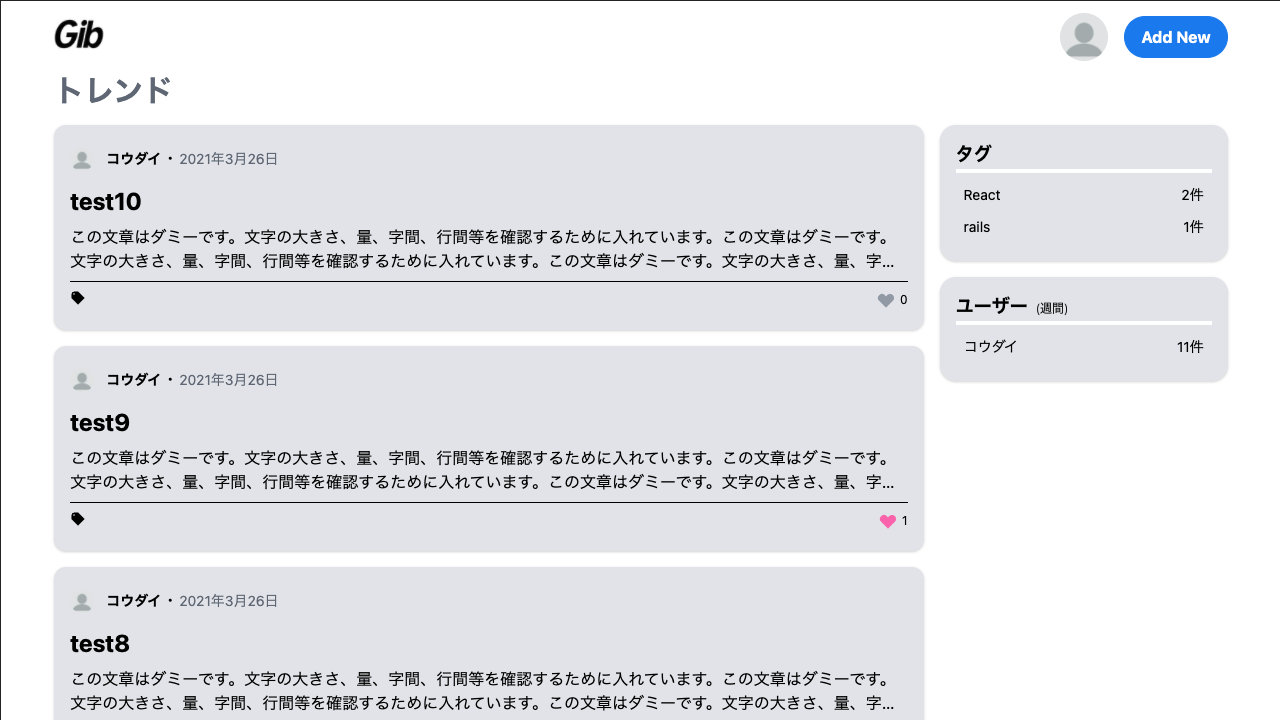 Gib
Add New
トレンド
コウダイ・2021年3月26日
test10
この文章はダミーです。文字の大きさ、量、字間、行間等を確認するために入れています。この文章はダミーです。
文字の大きさ、量、字間、行間等を確認するために入れています。この文章はダミーです。文字の大きさ、量、字...
0
コウダイ・2021年3月26日
test9
この文章はダミーです。文字の大きさ、量、字間、行間等を確認するために入れています。この文章はダミーです。
文字の大きさ、量、字間、行間等を確認するために入れています。この文章はダミーです。文字の大きさ、量、字...
1
コウダイ・2021年3月26日
test8
この文章はダミーです。文字の大きさ、量、字間、行間等を確認するために入れています。この文章はダミーです。
文字の大きさ、量、字間、行間等を確認するために入れています。この文章はダミーです。文字の大きさ、量、字...
タグ
React 2件
rails 1件
ユーザー (週間)
コウダイ 11件